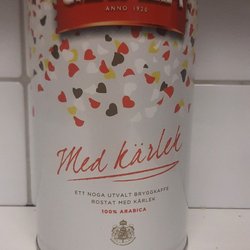 ANNO 1920
Med kärlek
ETT NOGA UTVALT BRYGGKAFFE
ROSTAT MED KÄRLEK
100% ARABICA